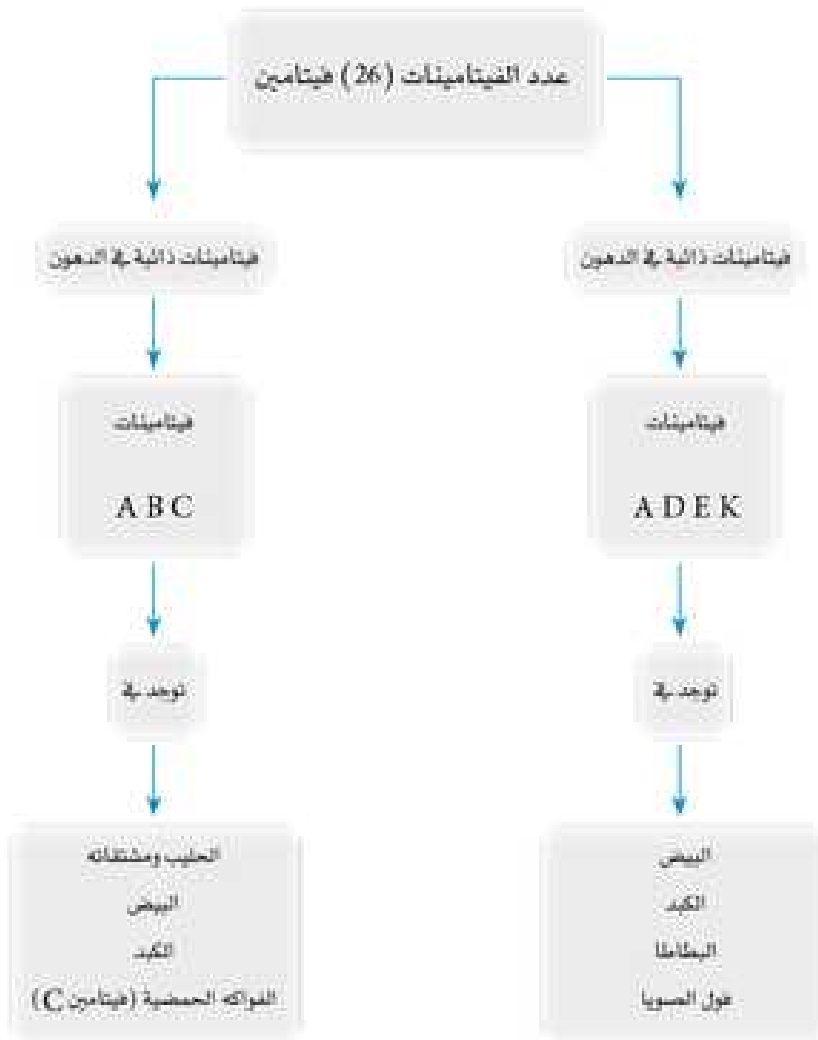 عدد الفيتامينات (26) فيتامين
فيتامينات ذائبة في الدهون
فيتامينات
A D E K
توجد في
البيض
الكبد
البطاطا
فول الصويا
فيتامينات ذائبة في الدهون
فيتامينات
A B C
توجد في
الحليب ومشتقاته
البيض
الكبد
الفواكه الحمضية (فيتامين C)